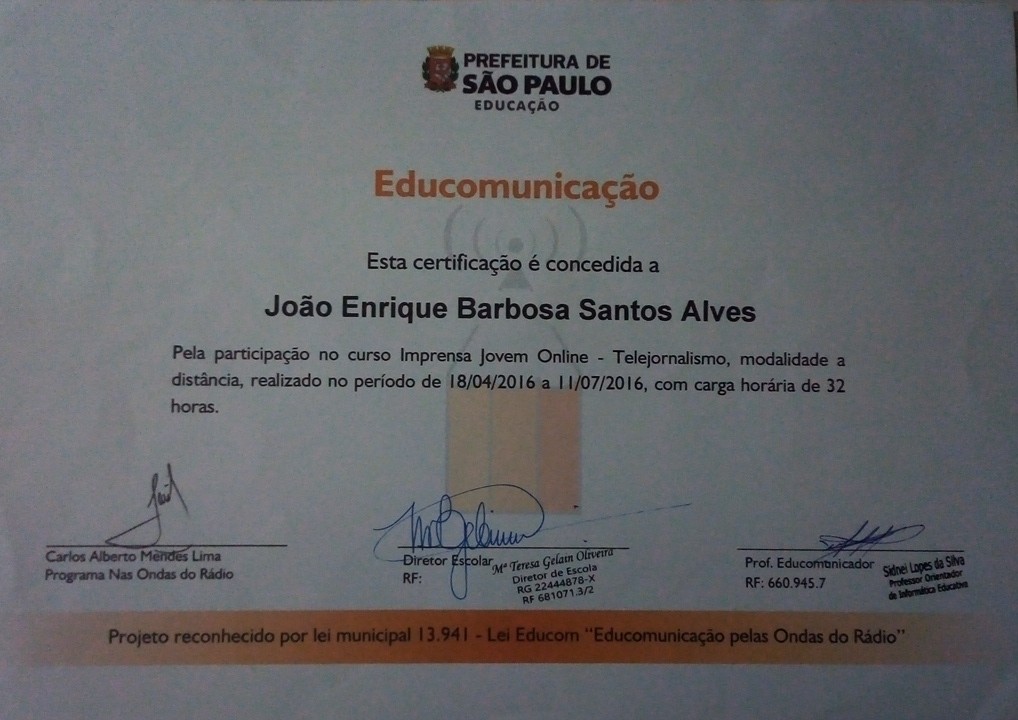 PREFEITURA DE
SÃO PAULO
EDUCAÇÃO
Educomunicação
Esta certificação é concedida a
João Enrique Barbosa Santos Alves
Pela participação no curso Imprensa Jovem Online - Telejornalismo, modalidade a
distância, realizado no período de 18/04/2016 a 11/07/2016, com carga horária de 32
horas.
Carlos Alberto Mendes Lima
Programa Nas Ondas do Rádio
Diretor Escolar
RF:
Mª Teresa Gelain Oliveira
Diretor de Escola
RG 22444878-X
RF 681071.3/2
Prof. Educomunicador
RF: 660.945.7
Sidnei Lopes da Silva
Professor Orientador
de Informática Educativa
Projeto reconhecido por lei municipal 13.941 - Lei Educom “Educomunicação pelas Ondas do Rádio”